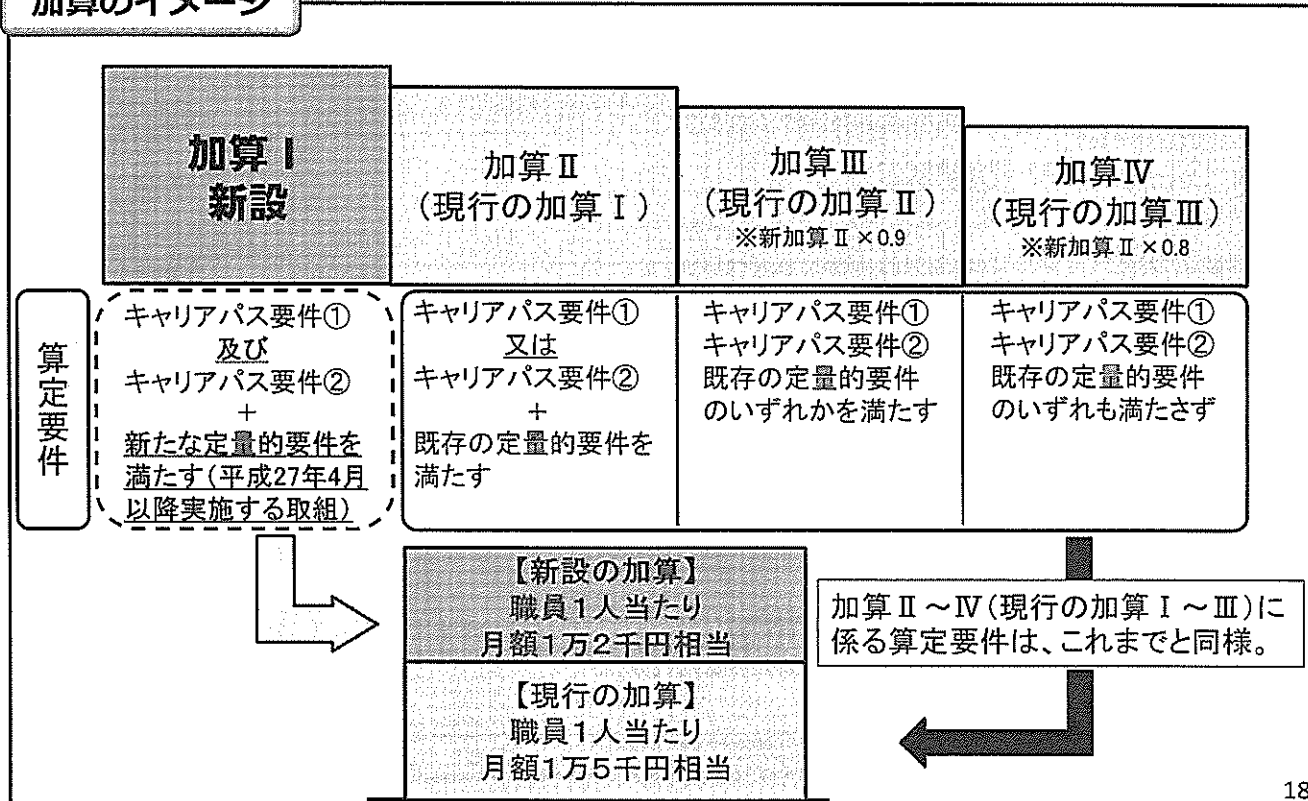 加算のイメージ
加算Ⅰ
新設
加算Ⅱ
(現行の加算Ⅰ)
加算Ⅲ
(現行の加算Ⅱ)
※新加算Ⅱ×0.9
加算Ⅳ
(現行の加算Ⅲ)
※新加算Ⅱ×0.8
算定要件
キャリアパス要件①
及び
キャリアパス要件②
+
新たな定量的要件を
満たす(平成27年4月
以降実施する取組)
キャリアパス要件①
又は
キャリアパス要件②
+
既存の定量的要件を
満たす
キャリアパス要件①
キャリアパス要件②
既存の定量的要件
のいずれかを満たす
キャリアパス要件①
キャリアパス要件②
既存の定量的要件
のいずれも満たさず
【新設の加算】
職員1人当たり
月額1万2千円相当
【現行の加算】
職員1人当たり
月額1万5千円相当
加算Ⅱ~Ⅳ(現行の加算Ⅰ~Ⅲ)に
係る算定要件は、これまでと同様。
18